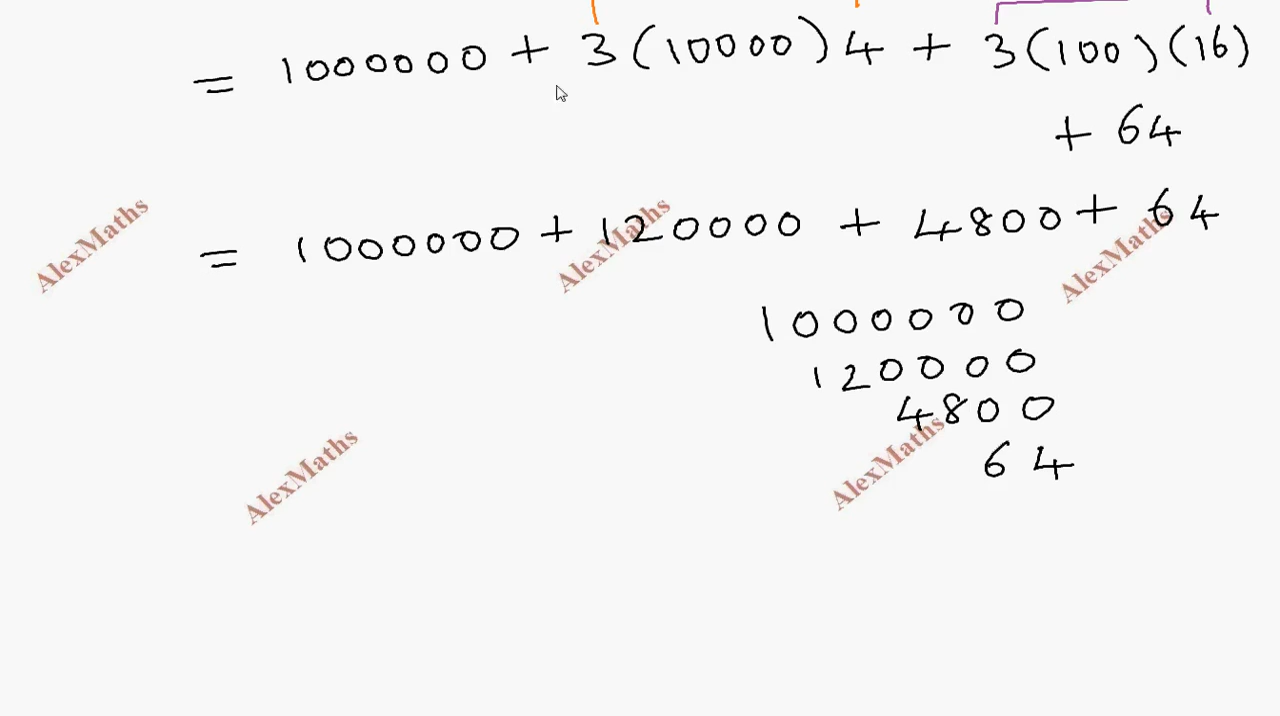 = 1000000 + 3(10000)4 + 3(100)(16)
+ 64
= 1000000 + 120000 + 4800 + 64
AlexMaths AlexMaths AlexMaths
1000000
120000
4800
64
AlexMaths AlexMaths